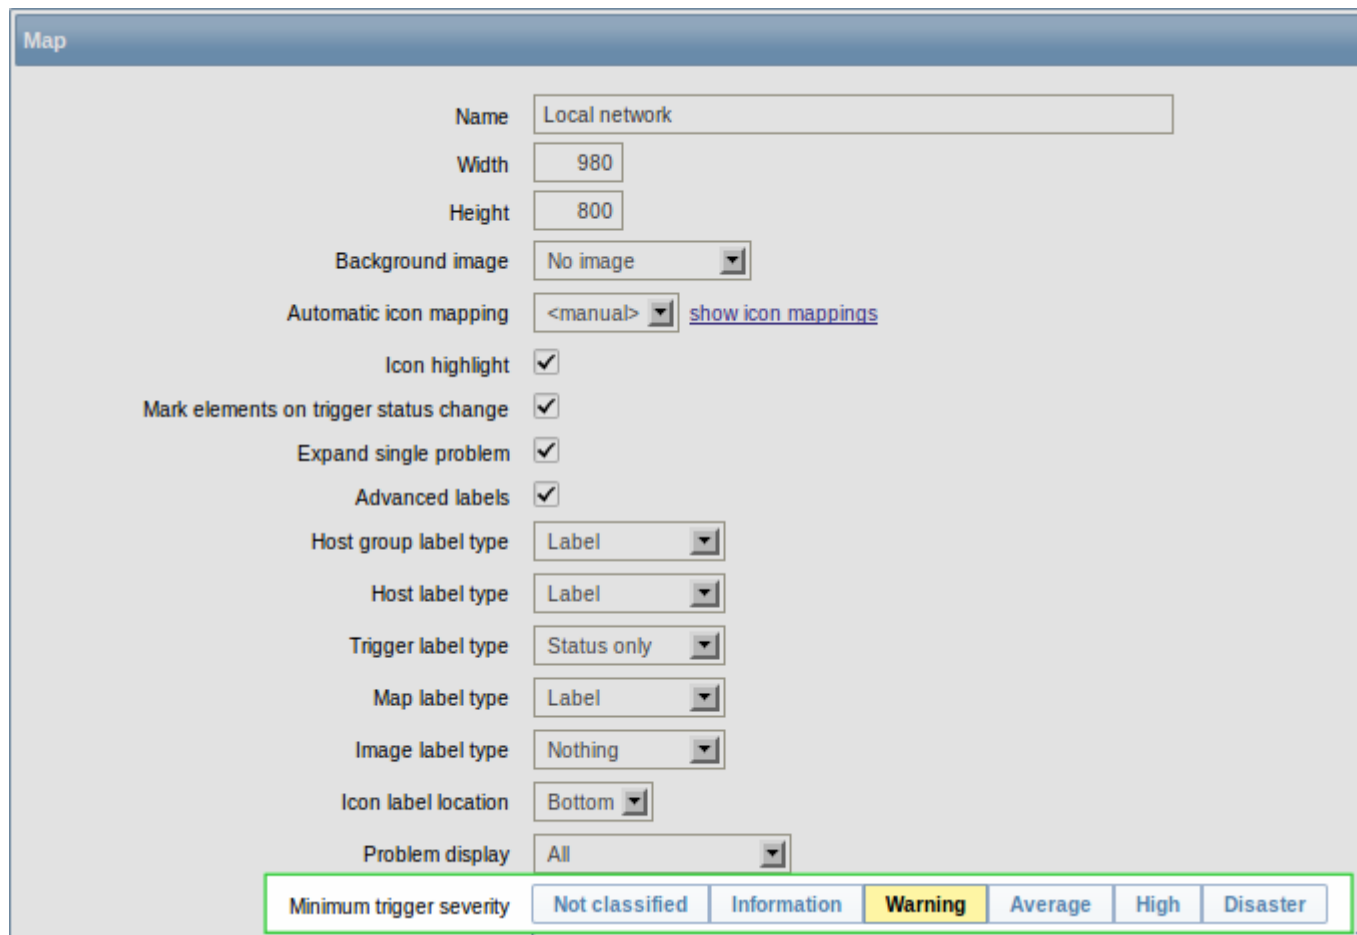 Map
Name Local network
Width 980
Height 800
Background image No image
Automatic icon mapping <manual> show icon mappings
Icon highlight
Mark elements on trigger status change
Expand single problem
Advanced labels
Host group label type Label
Host label type Label
Trigger label type Status only
Map label type Label
Image label type Nothing
Icon label location Bottom
Problem display All
Minimum trigger severity Not classified Information Warning Average High Disaster